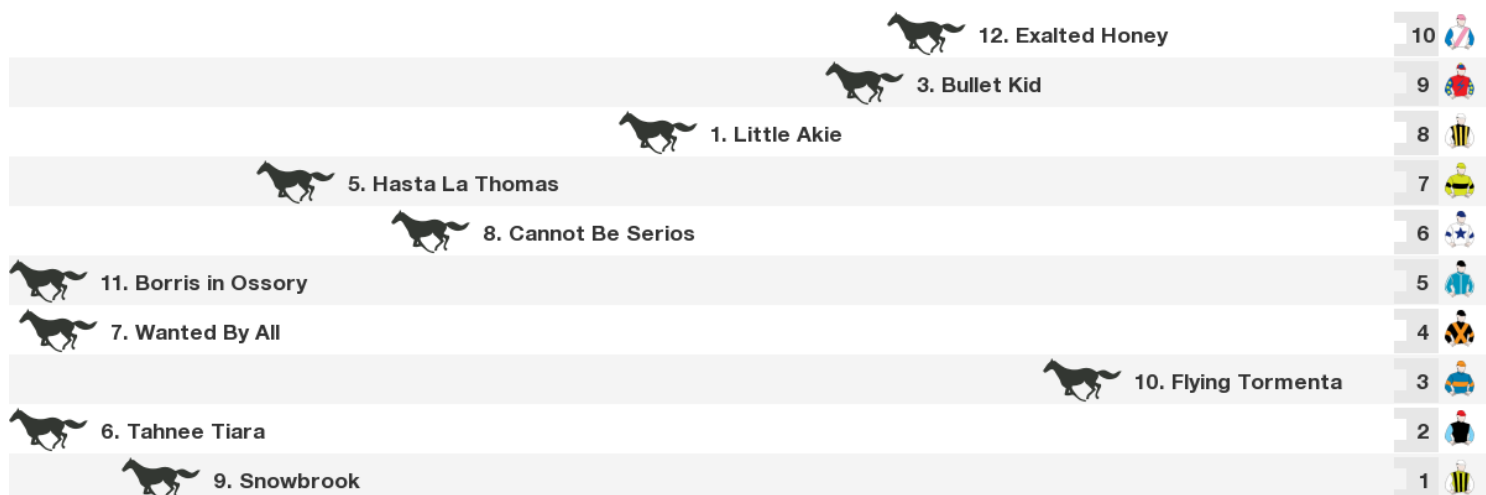 12. Exalted Honey 10
3. Bullet Kid 9
1. Little Akie 8
5. Hasta La Thomas 7
8. Cannot Be Serios 6
11. Borris in Ossory 5
7. Wanted By All 4
10. Flying Tormenta 3
6. Tahnee Tiara 2
9. Snowbrook 1